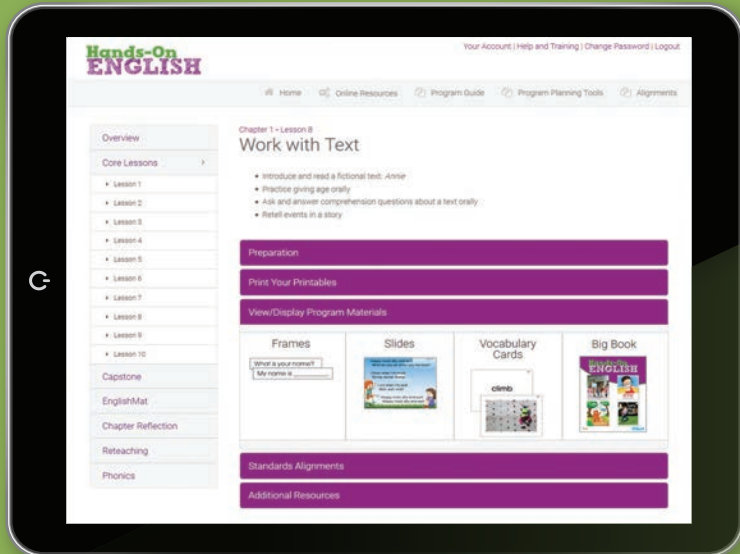 Hands-On
ENGLISH
Your Account | Help and Training | Change Password | Logout
Home Online Resources Program Guide Program Planning Tools Alignments
Overview
Core Lessons
Lesson 1
Lesson 2
Lesson 3
Lesson 4
Lesson 5
Lesson 6
Lesson 7
Lesson 8
Lesson 9
Lesson 10
Capstone
EnglishMat
Chapter Reflection
Reteaching
Phonics
Chapter 1 • Lesson 8
Work with Text
• Introduce and read a fictional text, Annie
• Practice giving age orally
• Ask and answer comprehension questions about a text orally
• Retell events in a story
Preparation
Print Your Printables
View/Display Program Materials
Frames
What is your name?
My name is ________.
Slides
Vocabulary
Cards
climb
Big Book
Hands-On
ENGLISH
Standards Alignments
Additional Resources